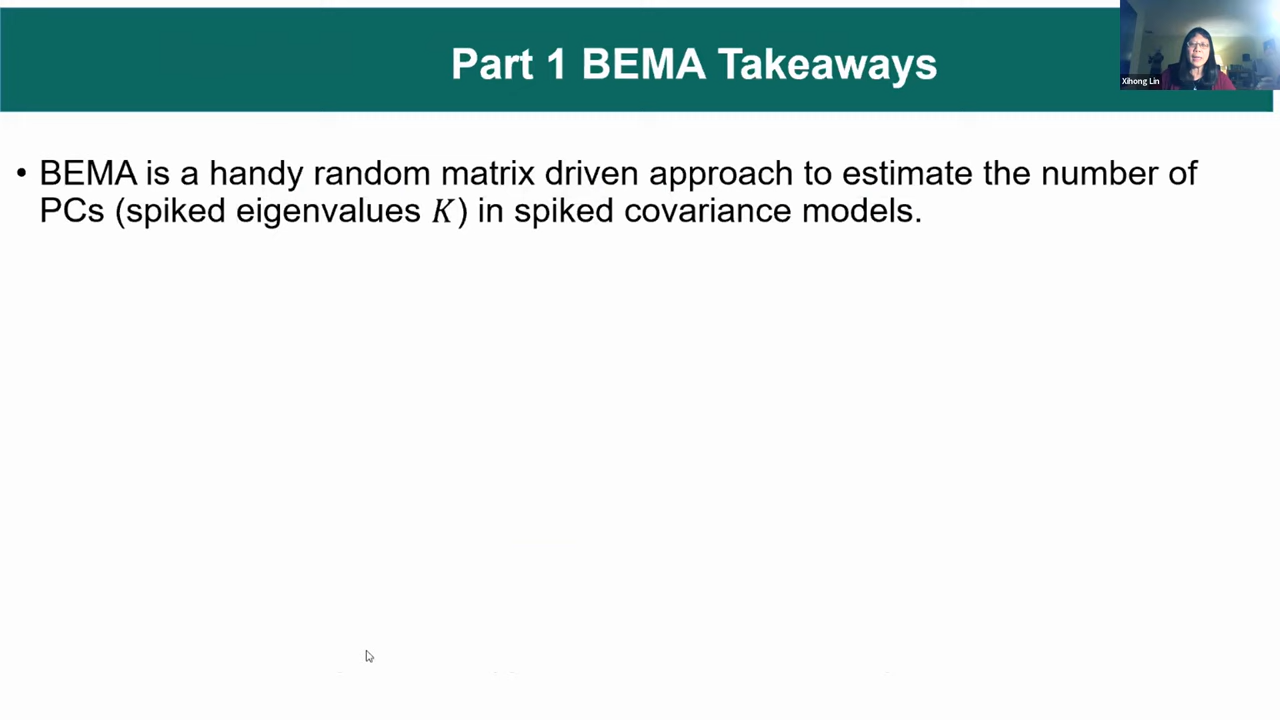 Part 1 BEMA Takeaways
Xihong Lin
• BEMA is a handy random matrix driven approach to estimate the number of
PCs (spiked eigenvalues K) in spiked covariance models.